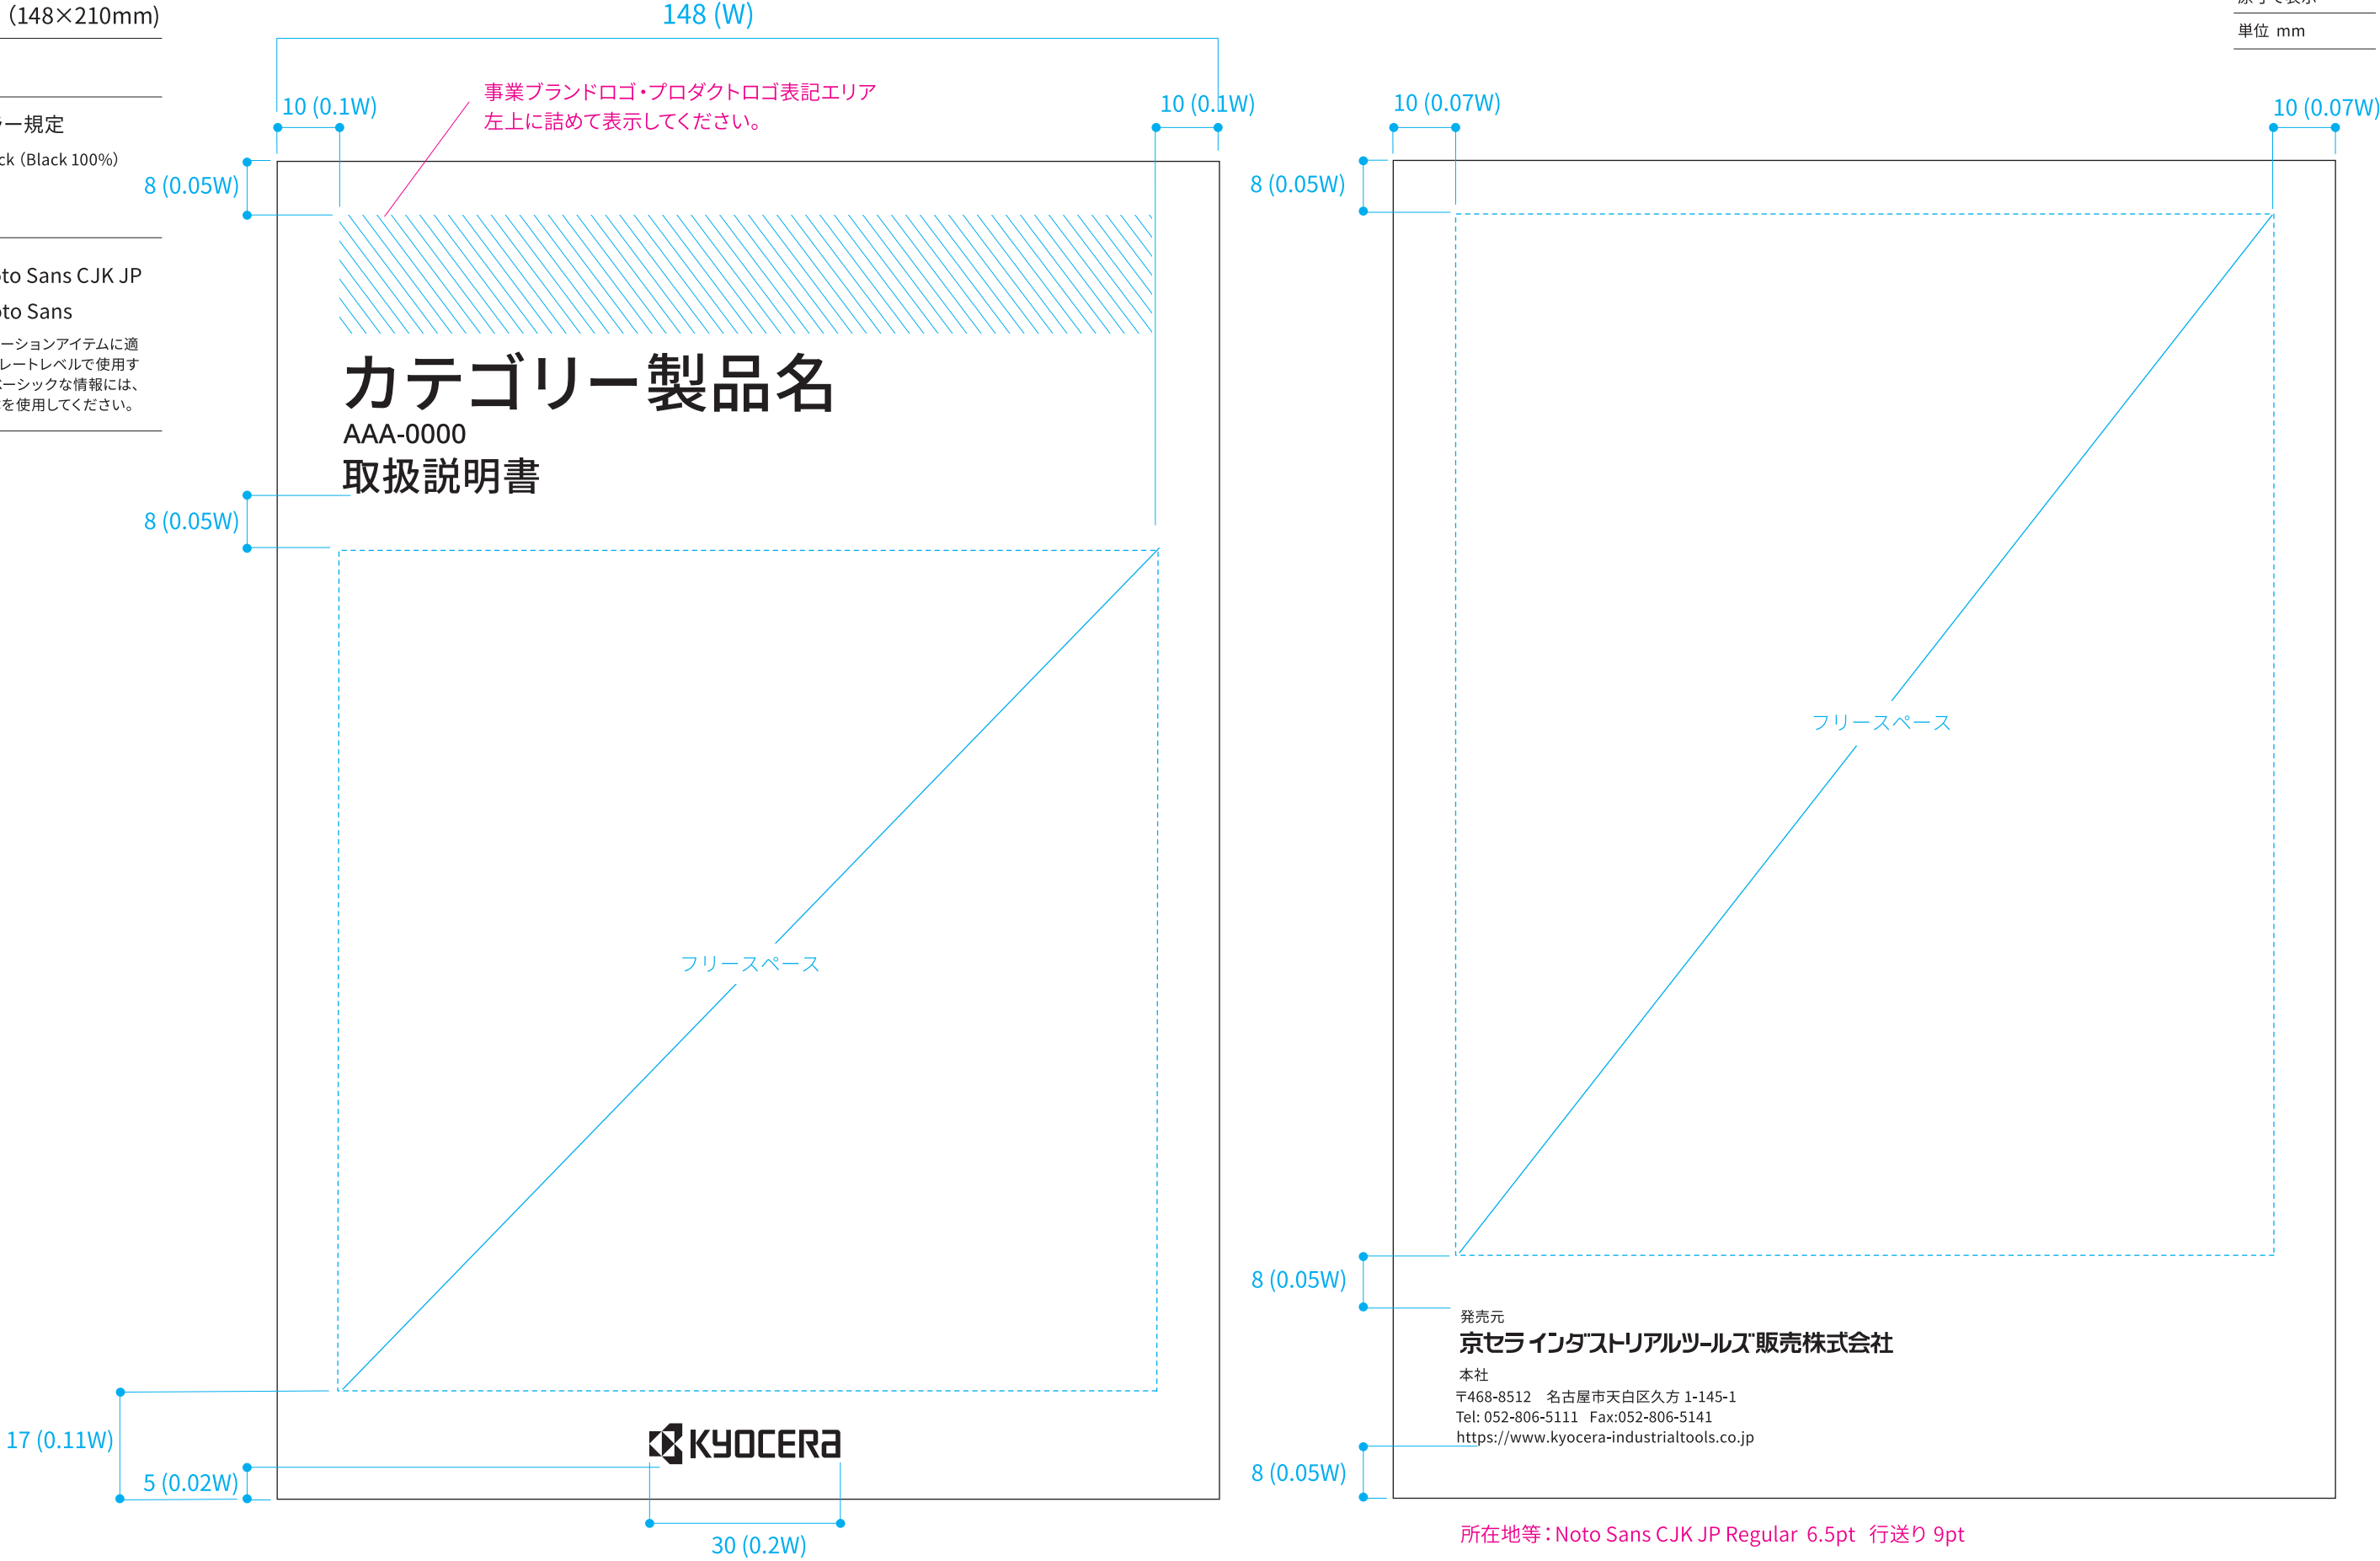 （148×210mm）
ー規定
ck（Black 100%）
to Sans CJK JP
to Sans
ーションアイテムに適
レートレベルで使用す
ベーシックな情報には、
を使用してください。
148 (W)
単位 mm
事業ブランドロゴ・プロダクトロゴ表記エリア
左上に詰めて表示してください。
10 (0.1W)
10 (0.1W)
8 (0.05W)
カテゴリー製品名
AAA-0000
取扱説明書
8 (0.05W)
フリースペース
17 (0.11W)
5 (0.02W)
KYOCERA
30 (0.2W)
10 (0.07W)
10 (0.07W)
8 (0.05W)
フリースペース
8 (0.05W)
発売元
京セラインダストリアルツールズ販売株式会社
本社
〒468-8512　名古屋市天白区久方 1-145-1
Tel: 052-806-5111 Fax:052-806-5141
https://www.kyocera-industrialtools.co.jp
8 (0.05W)
所在地等：Noto Sans CJK JP Regular 6.5pt 行送り 9pt